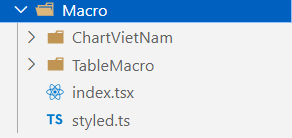 Macro
ChartVietNam
TableMacro
index.tsx
TS styled.ts